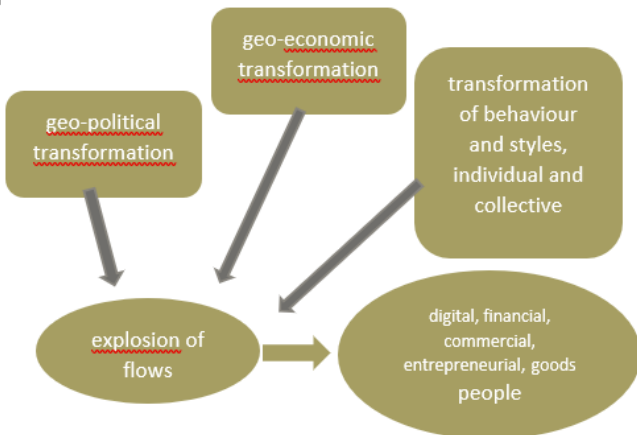 geo-economic
transformation
transformation
of behaviour
and styles,
individual and
collective
geo-political
transformation
explosion of
flows
digital, financial,
commercial,
entrepreneurial, goods
people